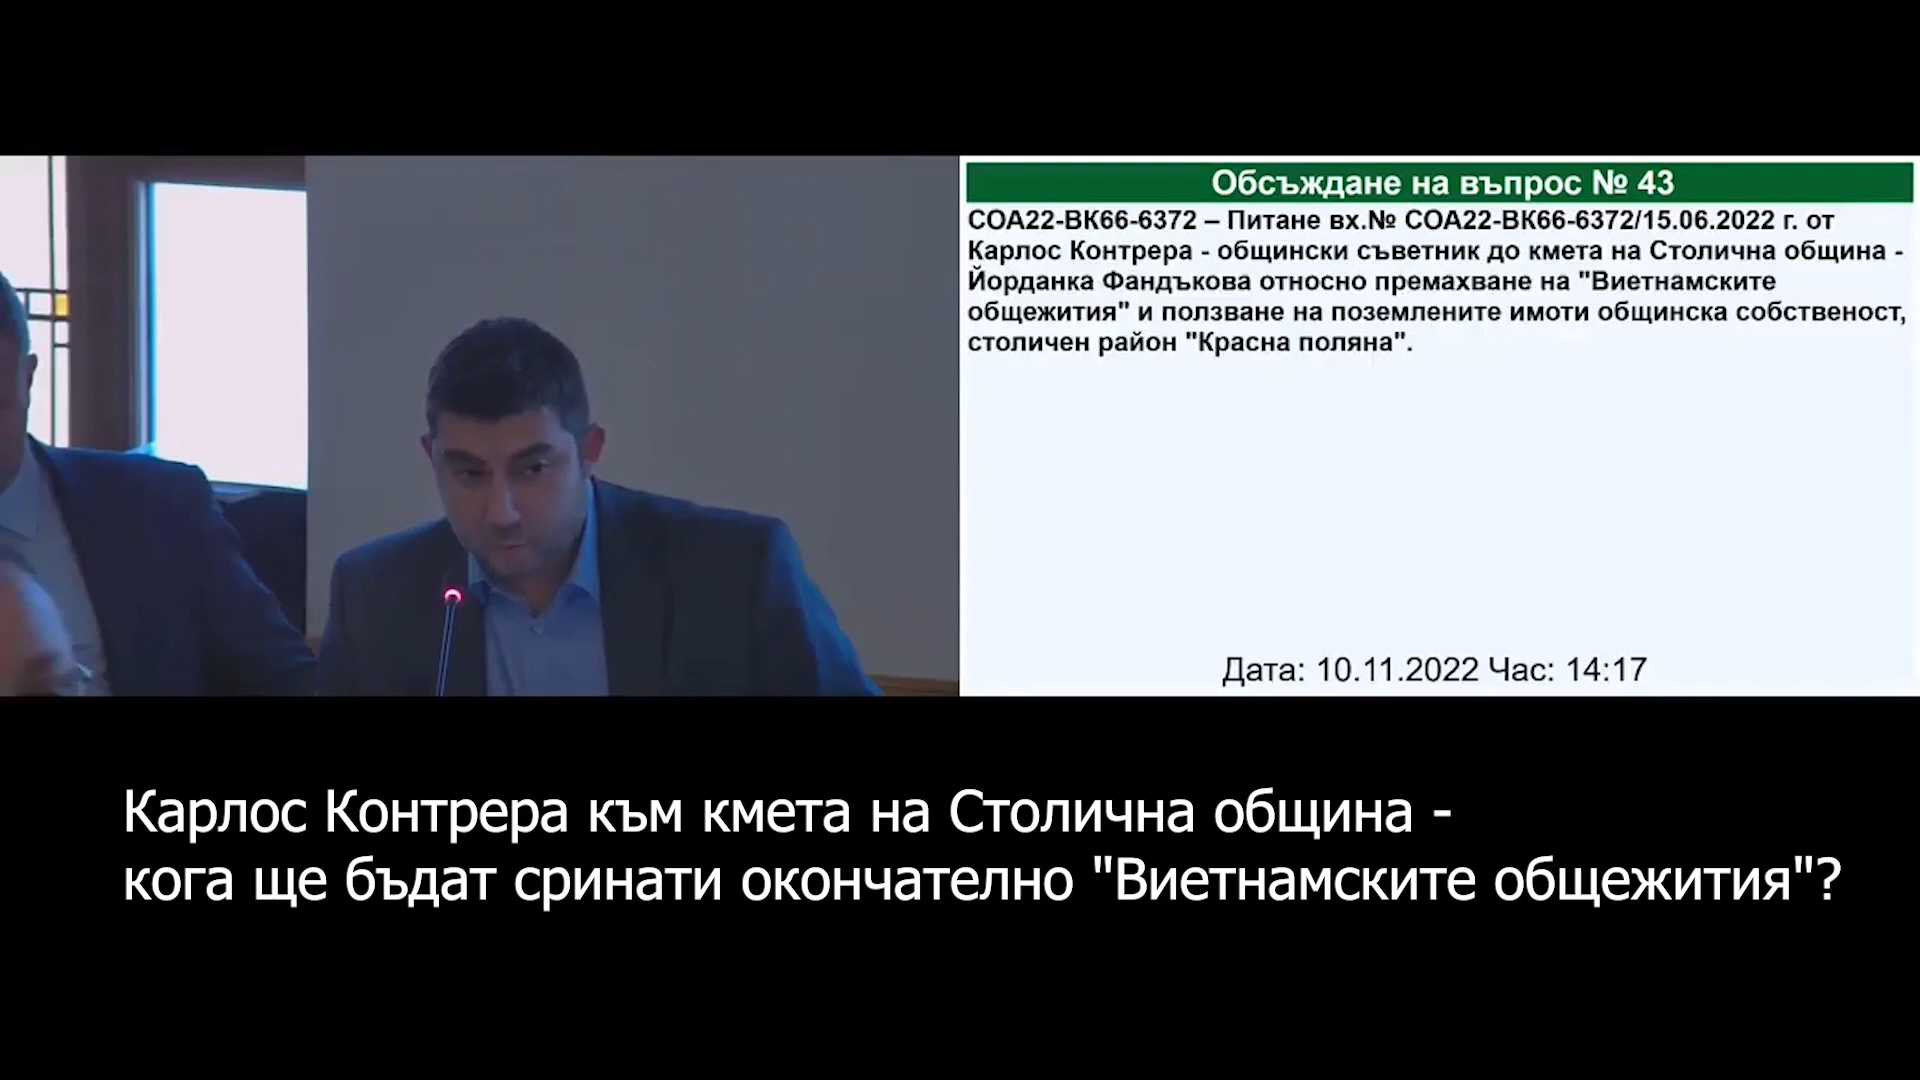 Обсъждане на въпрос № 43
СОА22-ВК66-6372 – Питане вх.№ СОА22-ВК66-6372/15.06.2022 г. от
Карлос Контрера - общински съветник до кмета на Столична община -
Йорданка Фандъкова относно премахване на "Виетнамските
общежития" и ползване на поземлените имоти общинска собственост,
столичен район "Красна поляна".
Дата: 10.11.2022 Час: 14:17
Карлос Контрера към кмета на Столична община -
кога ще бъдат сринати окончателно "Виетнамските общежития"?